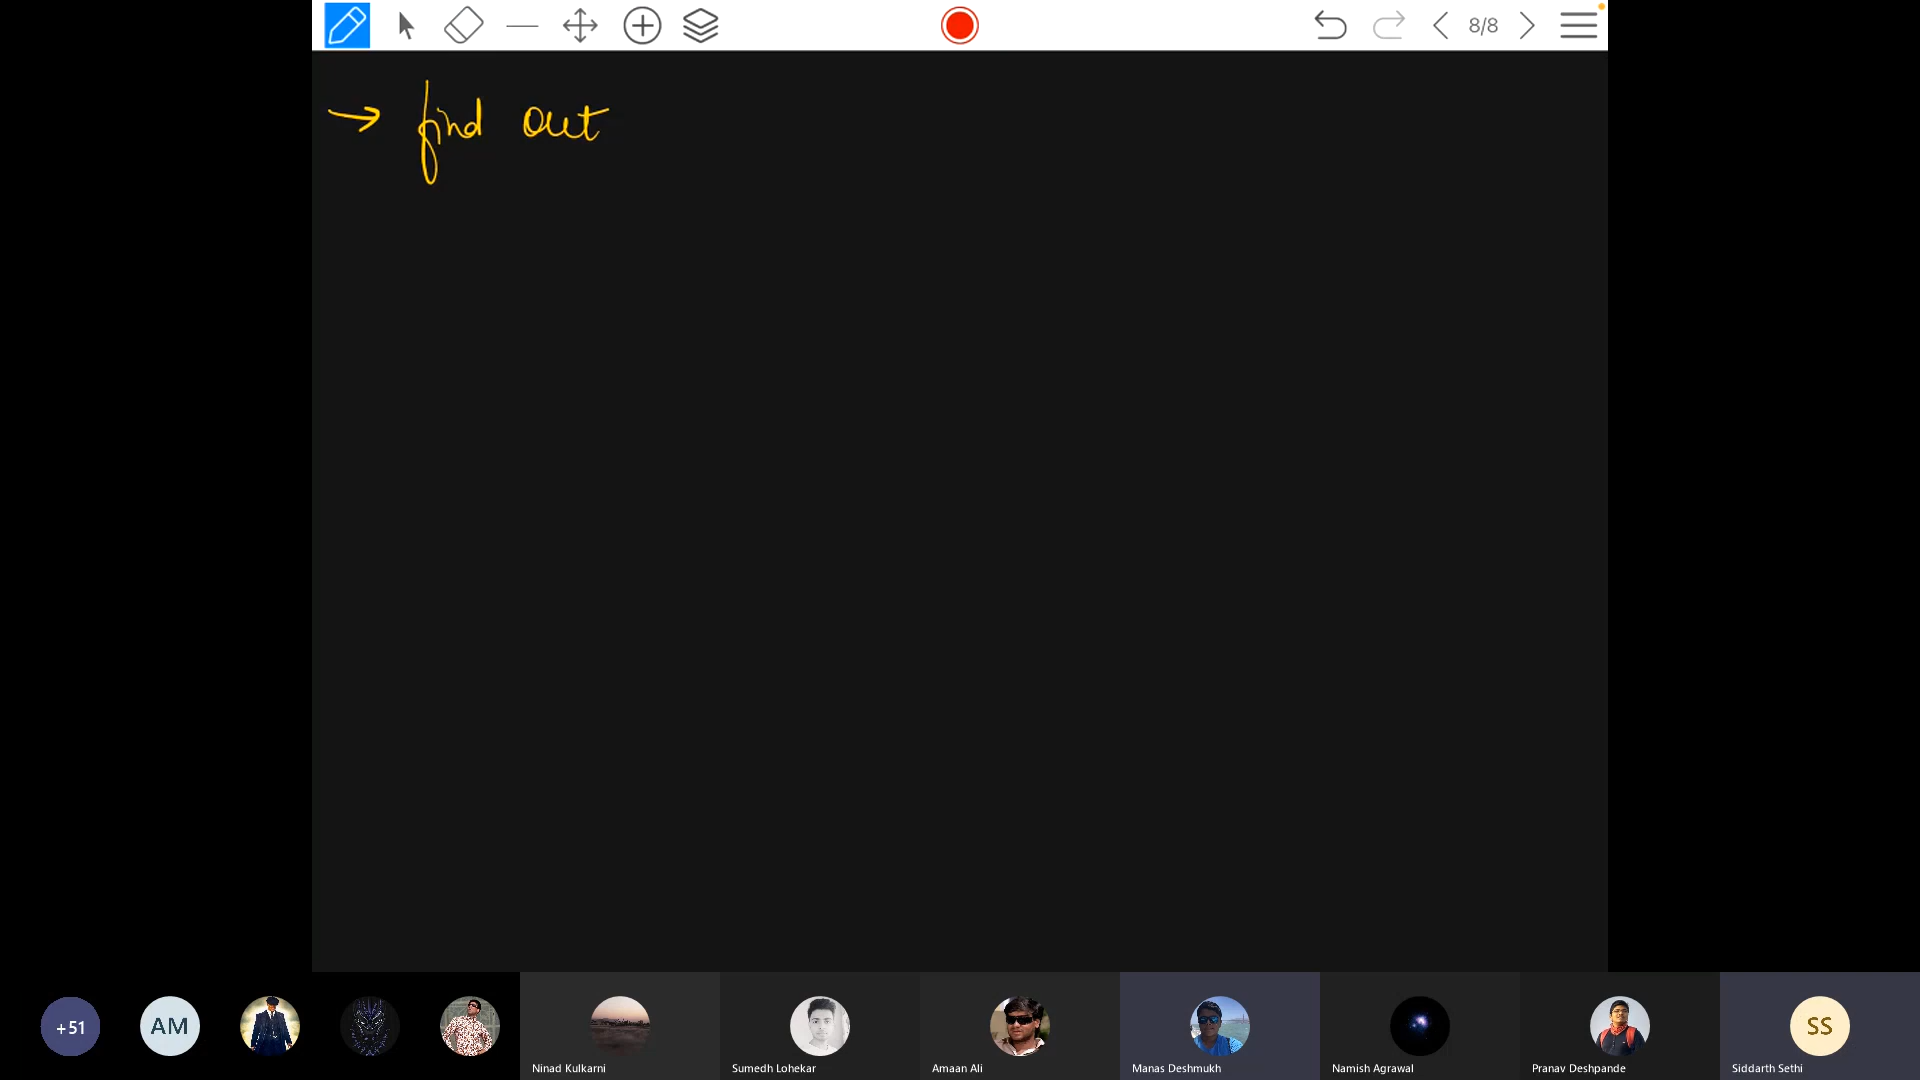 8/8
→ find out
+51
AM
Ninad Kulkarni
Sumedh Lohekar
Amaan Ali
Manas Deshmukh
Namish Agrawal
Pranav Deshpande
SS
Siddarth Sethi